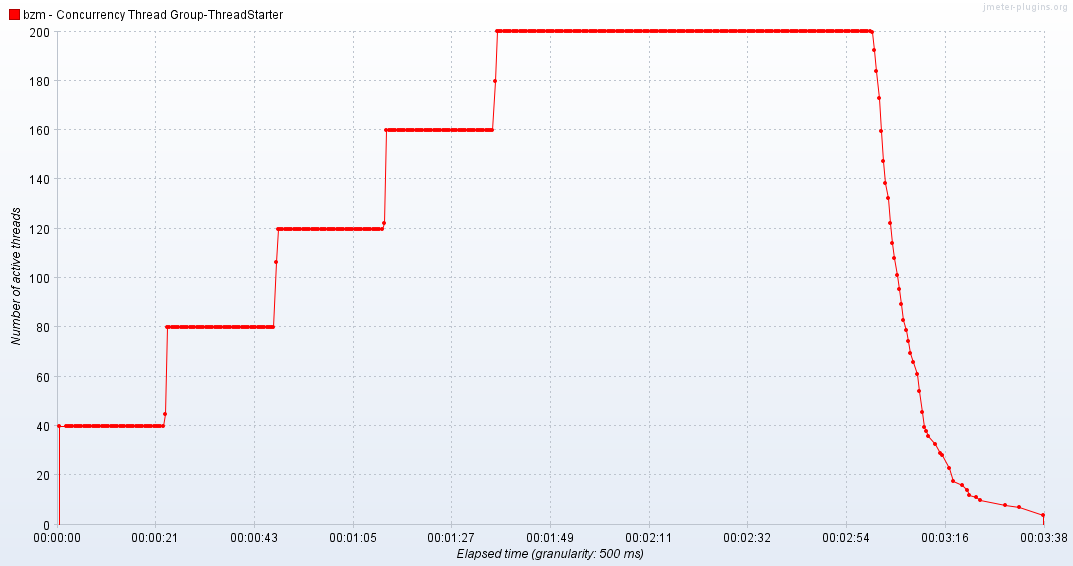 bzm - Concurrency Thread Group-ThreadStarter
jmeter-plugins.org
200
180
160
140
120
100
80
60
40
20
0
Number of active threads
00:00:00 00:00:21 00:00:43 00:01:05 00:01:27 00:01:49 00:02:11 00:02:32 00:02:54 00:03:16 00:03:38
Elapsed time (granularity: 500 ms)